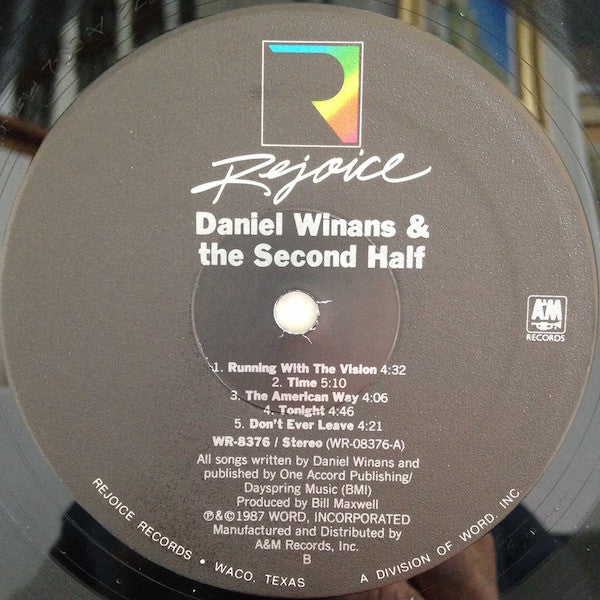 Rejoice
Daniel Winans &
the Second Half
A&M
RECORDS
1. Running With The Vision 4:32
2. Time 5:10
3. The American Way 4:06
4. Tonight 4:46
5. Don't Ever Leave 4:21
WR-8376 / Stereo (WR-08376-A)
All songs written by Daniel Winans and
published by One Accord Publishing/
Dayspring Music (BMI)
Produced by Bill Maxwell
℗&©1987 WORD, INCORPORATED
Manufactured and Distributed by
A&M Records, Inc.
B
REJOICE RECORDS • WACO, TEXAS A DIVISION OF WORD, INC.